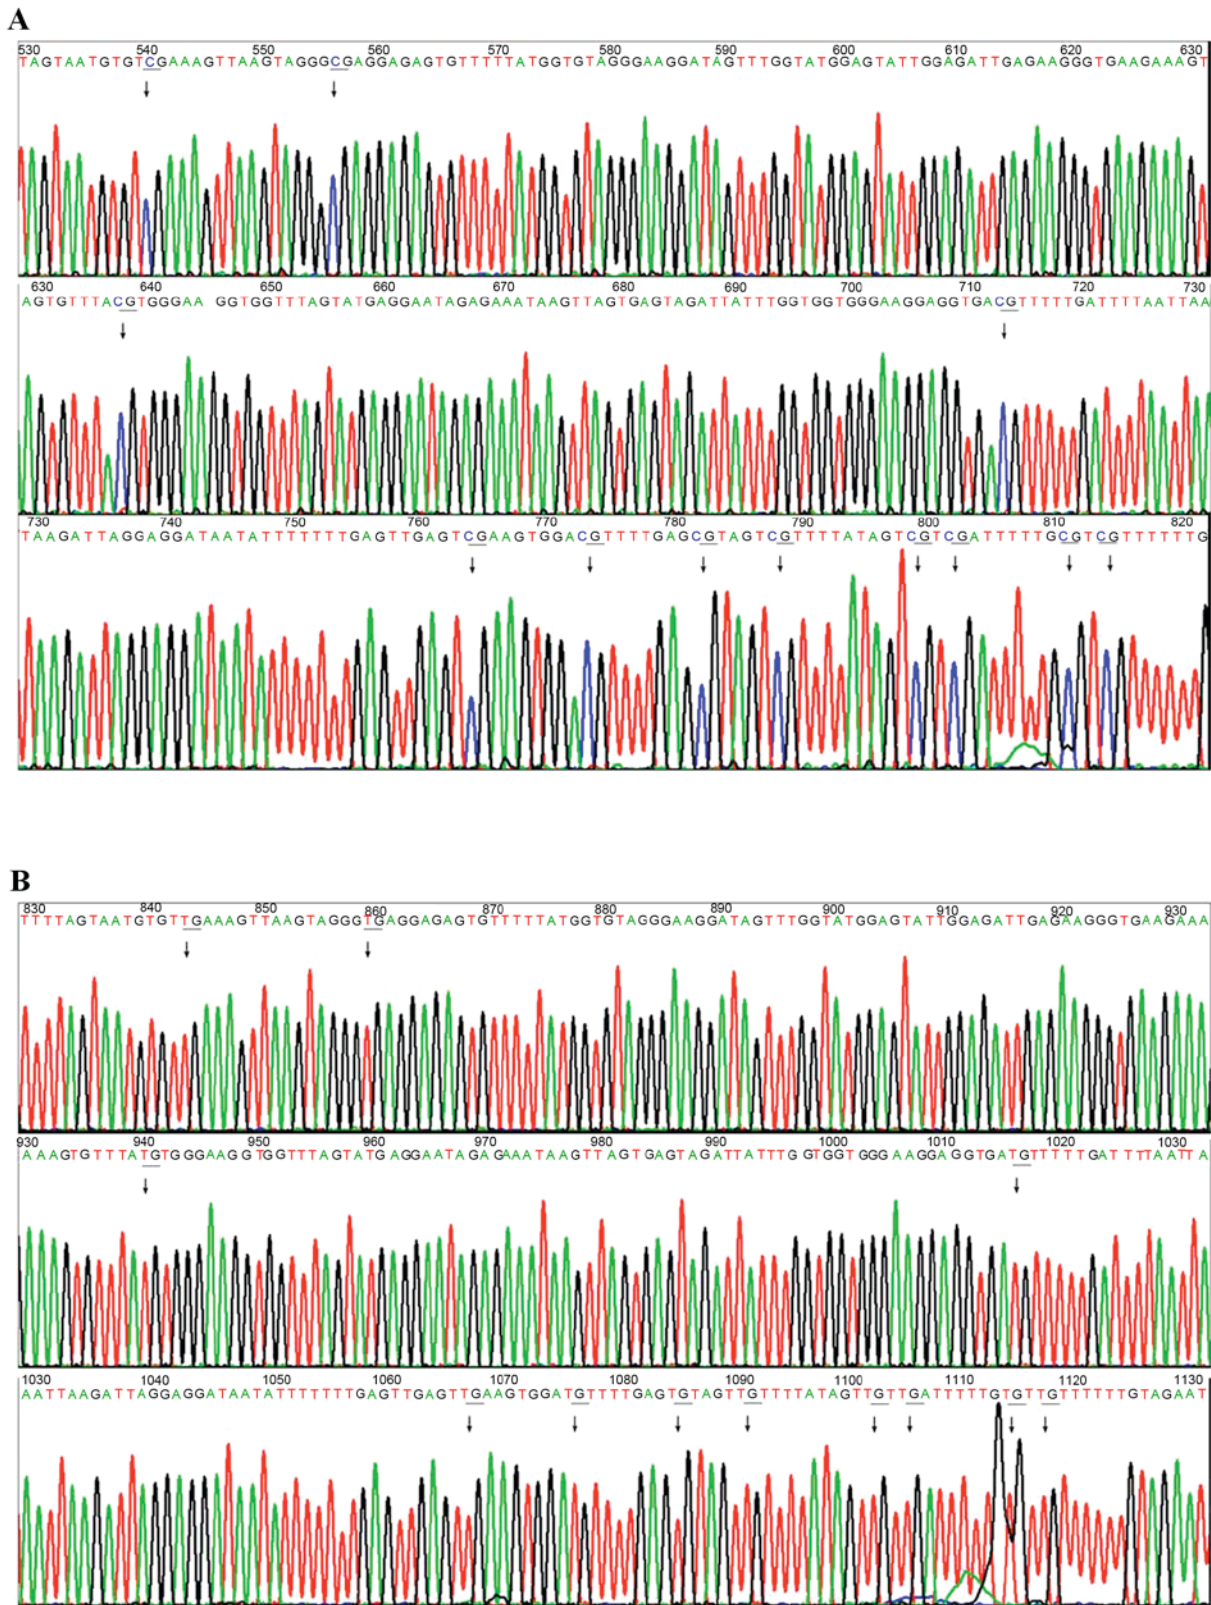 A
530 540 550 560 570 580 590 600 610 620 630
TAGTAATGTGTCGAAAGTTAAGTAGGGCGAGGAGAGTGTTTTTATGGTGTAGGGAAGGATAGTTTGGTATGGAGTATTGGAGATTGAGAAGGGTGAAGAAAGT
630 640 650 660 670 680 690 700 710 720 730
AGTGTTTACGTGGGAA GGTGGTTTAGTATGAGGAATAGAGAAATAAGTTAGTGAGTAGATTATTTGGTGGTGGGAAGGAGGTGACGTTTTTGATTTTAATTAA
730 740 750 760 770 780 790 800 810 820
TAAGATTAGGAGGATAATATTTTTTTGAGTTGAGTCGAAGTGGACGTTTTGAGCGTAGTCGTTTTATAGTCGTCGATTTTTGCGTCGTTTTTTG
B
830 840 850 860 870 880 890 900 910 920 930
TTTTAGTAATGTGTTGAAAGTTAAGTAGGGTGAGGAGAGTGTTTTTATGGTGTAGGGAAGGATAGTTTGGTATGGAGTATTGGAGATTGAGAAGGGTGAAGAAA
930 940 950 960 970 980 990 1000 1010 1020 1030
AAAGTGTTTATGTGGGAAGGTGGTTTAGTATGAGGAATAGAGAAATAAGTTAGTGAGTAGATTATTTGGTGGTGGGAAGGAGGTGATGTTTTTGATTTTAATTA
1030 1040 1050 1060 1070 1080 1090 1100 1110 1120 1130
AATTAAGATTAGGAGGATAATATTTTTTTGAGTTGAGTTGAAGTGGATGTTTTGAGTGTAGTTGTTTTATAGTTGTTGATTTTTGTGTTGTTTTTTGTAGAAT